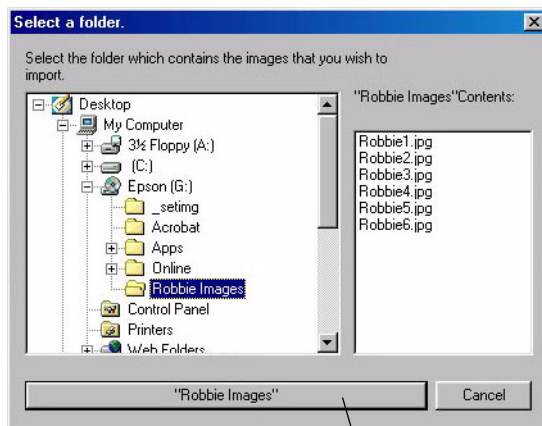 Select a folder.
Select the folder which contains the images that you wish to
import.
Desktop
My Computer
3½ Floppy (A:)
(C:)
Epson (G:)
_setimg
Acrobat
Apps
Online
Robbie Images
Control Panel
Printers
Web Folders
"Robbie Images"Contents:
Robbie1.jpg
Robbie2.jpg
Robbie3.jpg
Robbie4.jpg
Robbie5.jpg
Robbie6.jpg
"Robbie Images"
Cancel